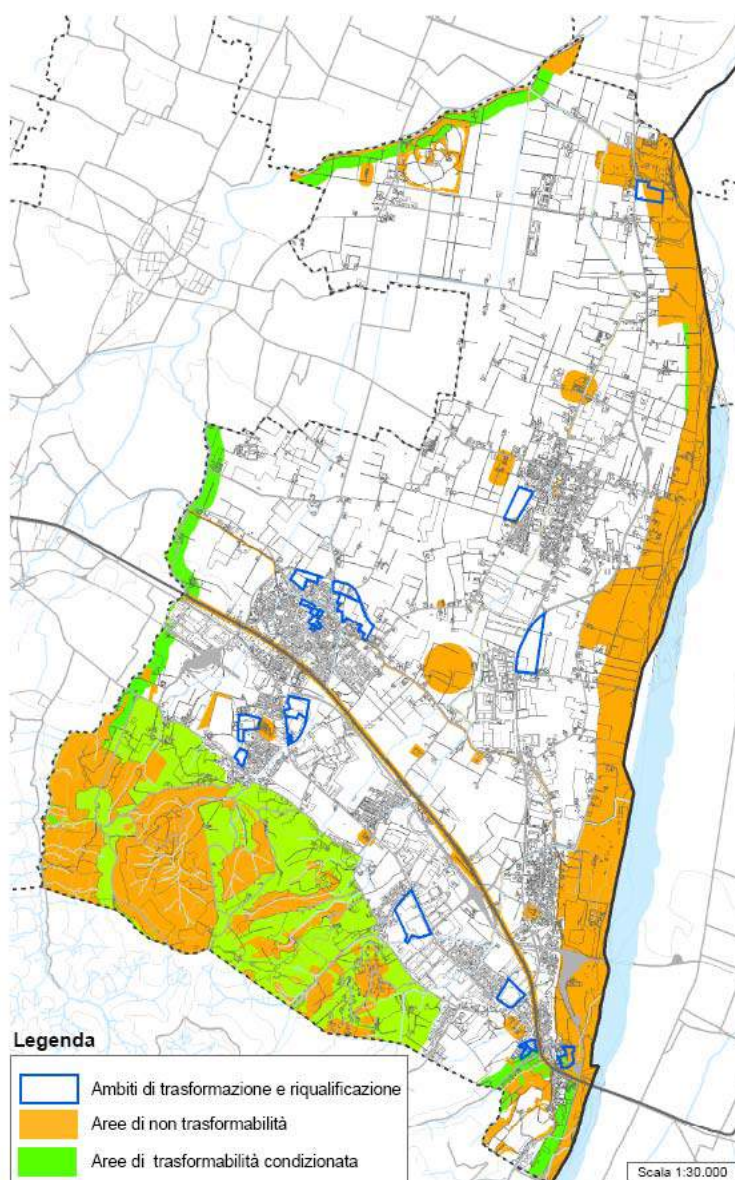 Legenda
Ambiti di trasformazione e riqualificazione
Aree di non trasformabilità
Aree di trasformabilità condizionata
Scala 1:30.000